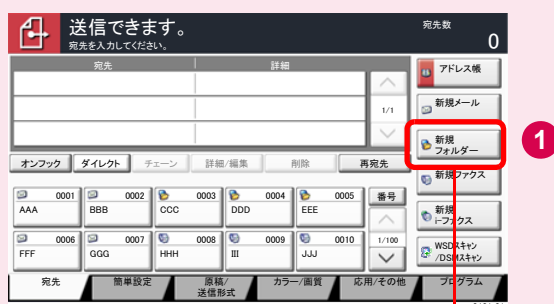 送信できます。
宛先を入力してください。
宛先数
0
宛先 詳細
1/1
アドレス帳
新規メール
新規
フォルダー
1
新規ファクス
新規
i-ファクス
WSDスキャン
/DSMスキャン
オンフック ダイレクト チェーン 詳細/編集 削除 再宛先
0001 0002 0003 0004 0005 番号
AAA BBB CCC DDD EEE
0006 0007 0008 0009 0010 1/100
FFF GGG HHH III JJJ
宛先 簡単設定 原稿/
送信形式 カラー/画質 応用/その他 プログラム